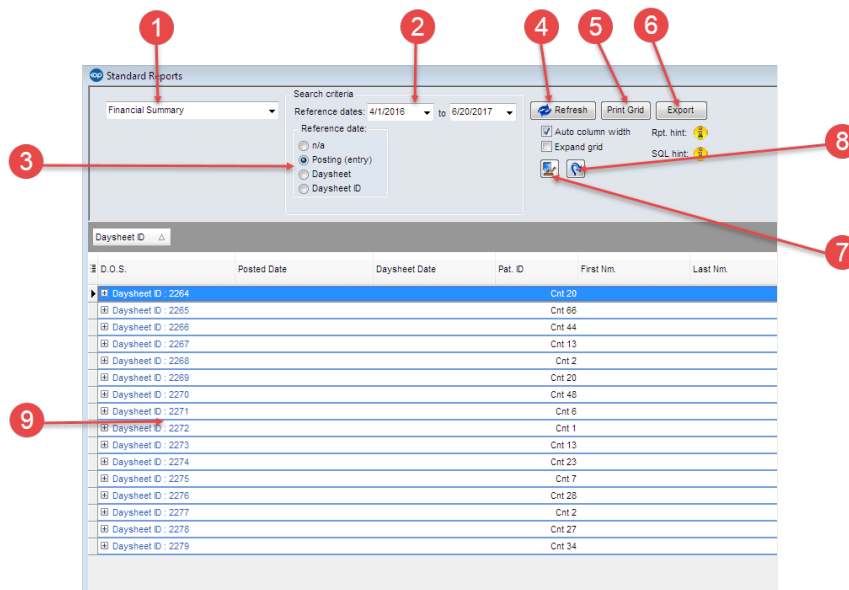 1
2
4
5
6
op Standard Reports
Financial Summary
Search criteria
Reference dates: 4/1/2016 to 6/20/2017
Refresh Print Grid Export
Reference date:
n/a
Posting (entry)
Daysheet
Daysheet ID
Auto column width
Expand grid
Rpt. hint:
SQL hint:
3
8
7
Daysheet ID
D.O.S. Posted Date Daysheet Date Pat. ID First Nm. Last Nm.
Daysheet ID : 2264 Cnt 20
Daysheet ID : 2265 Cnt 66
Daysheet ID : 2266 Cnt 44
Daysheet ID : 2267 Cnt 13
Daysheet ID : 2268 Cnt 2
Daysheet ID : 2269 Cnt 20
Daysheet ID : 2270 Cnt 48
Daysheet ID : 2271 Cnt 6
9
Daysheet ID : 2272 Cnt 1
Daysheet ID : 2273 Cnt 13
Daysheet ID : 2274 Cnt 23
Daysheet ID : 2275 Cnt 7
Daysheet ID : 2276 Cnt 28
Daysheet ID : 2277 Cnt 2
Daysheet ID : 2278 Cnt 27
Daysheet ID : 2279 Cnt 34